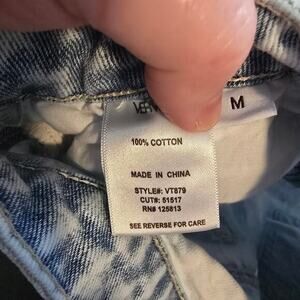 M
100% COTTON
MADE IN CHINA
STYLE#: VT879
CUT#: 51517
RN# 125813
SEE REVERSE FOR CARE